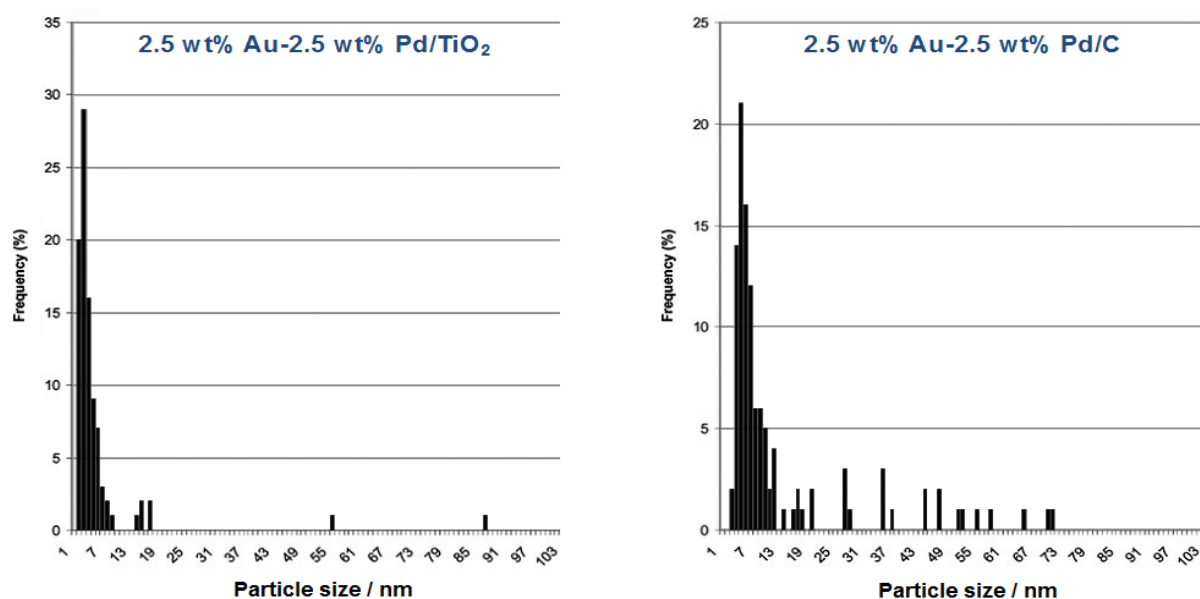 2.5 wt% Au-2.5 wt% Pd/TiO₂
35
30
25
20
15
10
5
0
Frequency (%)
1 7 13 19 25 31 37 43 49 55 61 67 73 79 85 91 97 103
Particle size / nm
2.5 wt% Au-2.5 wt% Pd/C
25
20
15
10
5
0
Frequency (%)
1 7 13 19 25 31 37 43 49 55 61 67 73 79 85 91 97 103
Particle size / nm